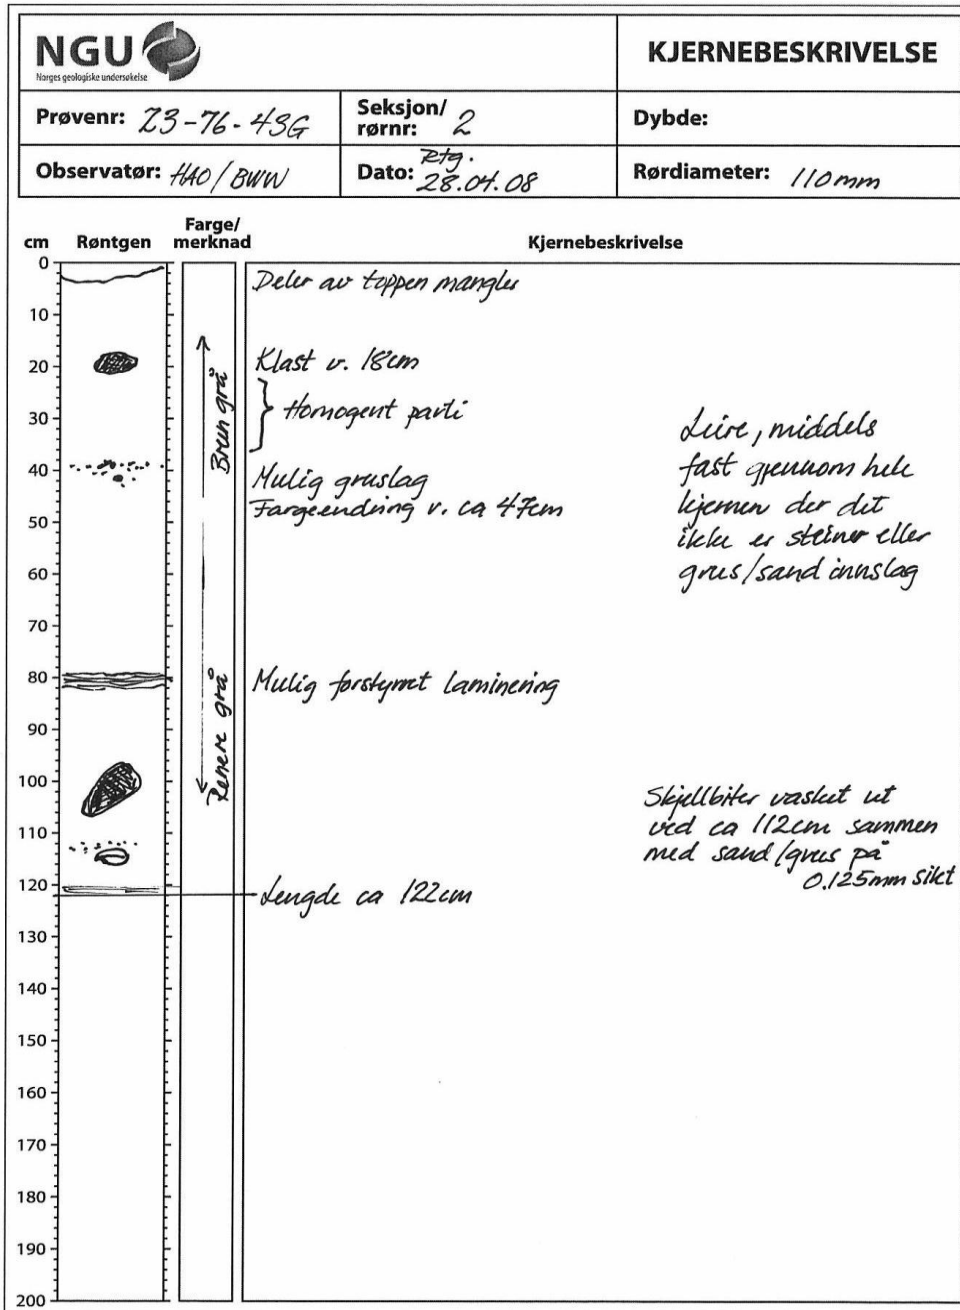 NGU
Norges geologiske undersøkelse
KJERNEBESKRIVELSE
Prøvenr: 23-76-43G
Seksjon/
rørnr: 2
Dybde:
Observatør: HAO/BWW
Rtg.
Dato: 28.04.08
Rørdiameter: 110mm
cm
Røntgen
Farge/
merknad
Kjernebeskrivelse
0
Deler av toppen mangler
10
Klast v. 18cm
20
Homogent parti
30
Brun grå
Leire, middels
fast gjennom hele
kjernen der det
ikke er steiner eller
grus/sand innslag
40
Mulig gruslag
Fargeendring v. ca 47cm
50
60
70
80
Mulig forstyrret laminering
Renere grå
90
100
Skjellbiter vasket ut
ved ca 112cm sammen
med sand/grus på
0.125mm sikt
110
120
Lengde ca 122cm
130
140
150
160
170
180
190
200